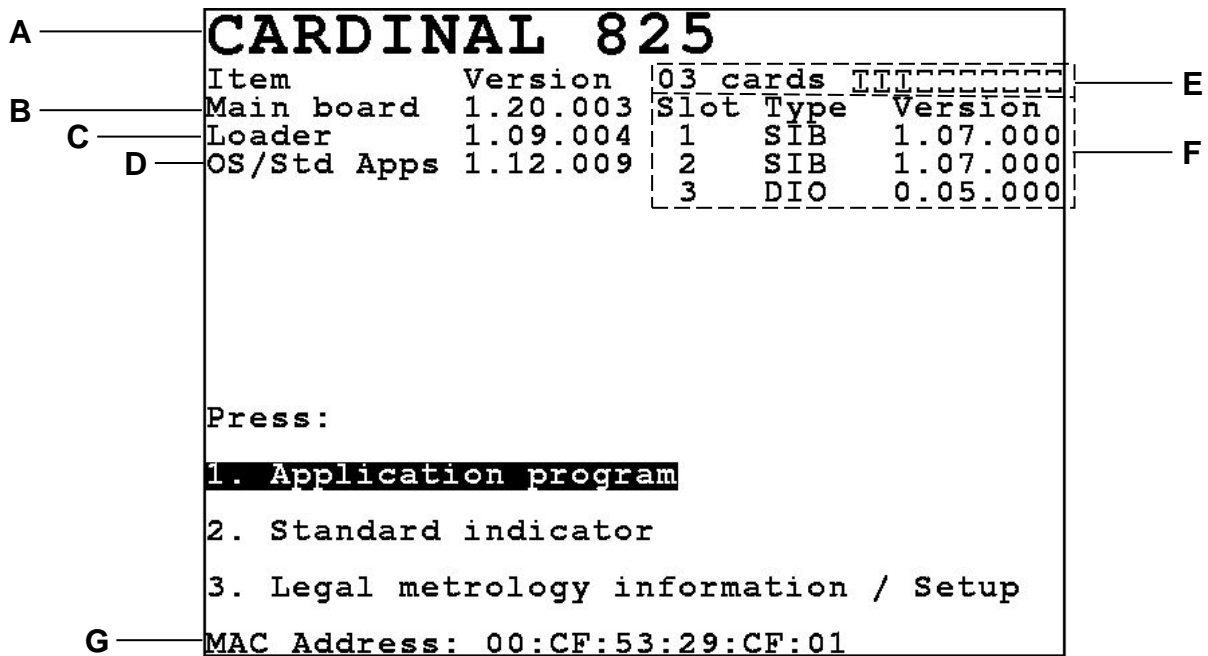 A
CARDINAL 825
Item Version 03 cards
E
B
Main board 1.20.003 Slot Type Version
C
Loader 1.09.004 1 SIB 1.07.000
F
D
OS/Std Apps 1.12.009 2 SIB 1.07.000
3 DIO 0.05.000
Press:
1. Application program
2. Standard indicator
3. Legal metrology information / Setup
G
MAC Address: 00:CF:53:29:CF:01